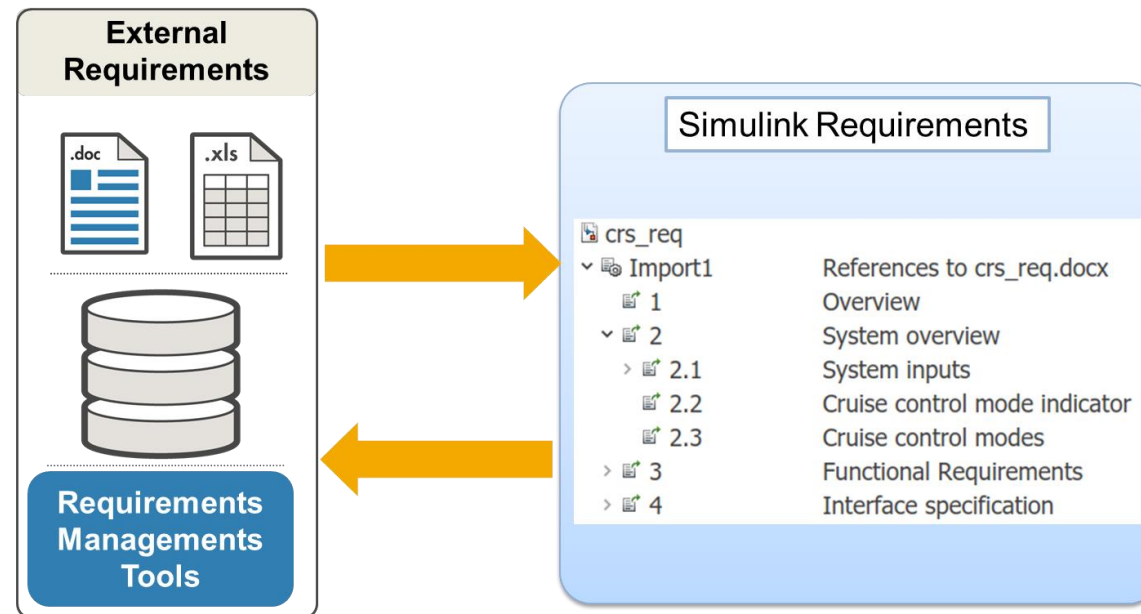 External
Requirements
.doc
.xls
Requirements
Managements
Tools
Simulink Requirements
crs_req
Import1 References to crs_req.docx
1 Overview
2 System overview
2.1 System inputs
2.2 Cruise control mode indicator
2.3 Cruise control modes
3 Functional Requirements
4 Interface specification